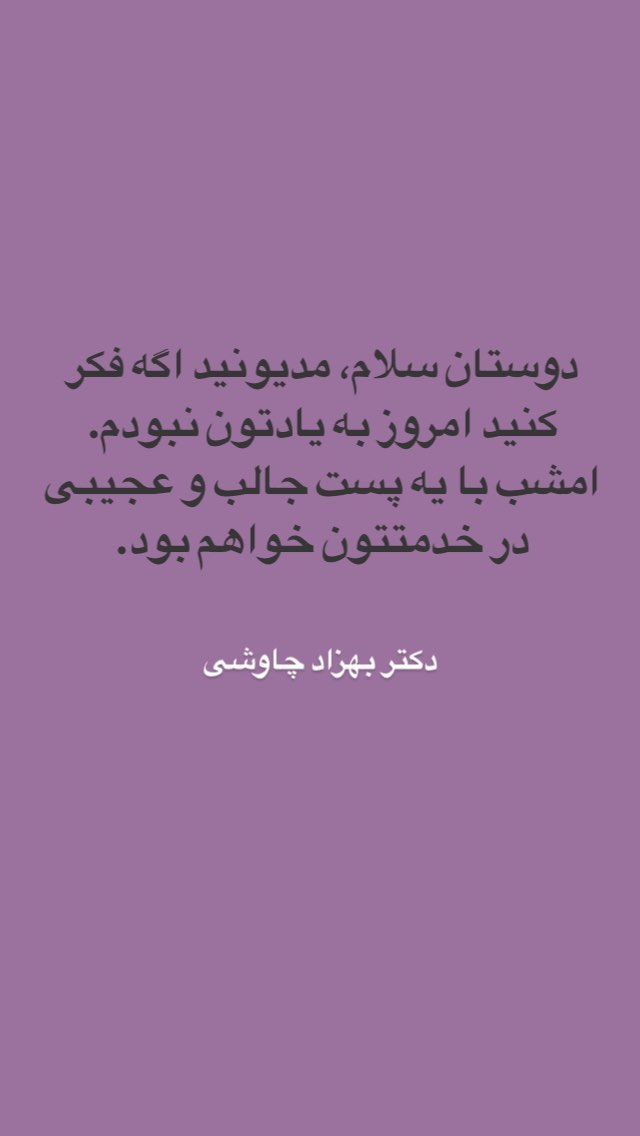 دوستان سلام، مدیونید اگه فکر
کنید امروز به یادتون نبودم.
امشب با یه پست جالب و عجیبی
در خدمتتون خواهم بود.
دکتر بهزاد چاوشی